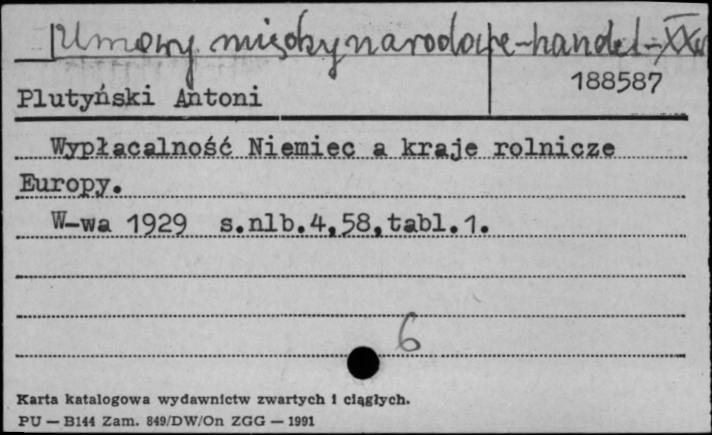 Umowy międzynarodowe-handel-XXw
188587
Plutyński Antoni
Wypłacalność Niemiec a kraje rolnicze
Europy.
W-wa 1929 s.nlb.4,58,tabl.1.
6
Karta katalogowa wydawnictw zwartych i ciągłych.
PU — B144 Zam. 849/DW/On ZGG — 1991